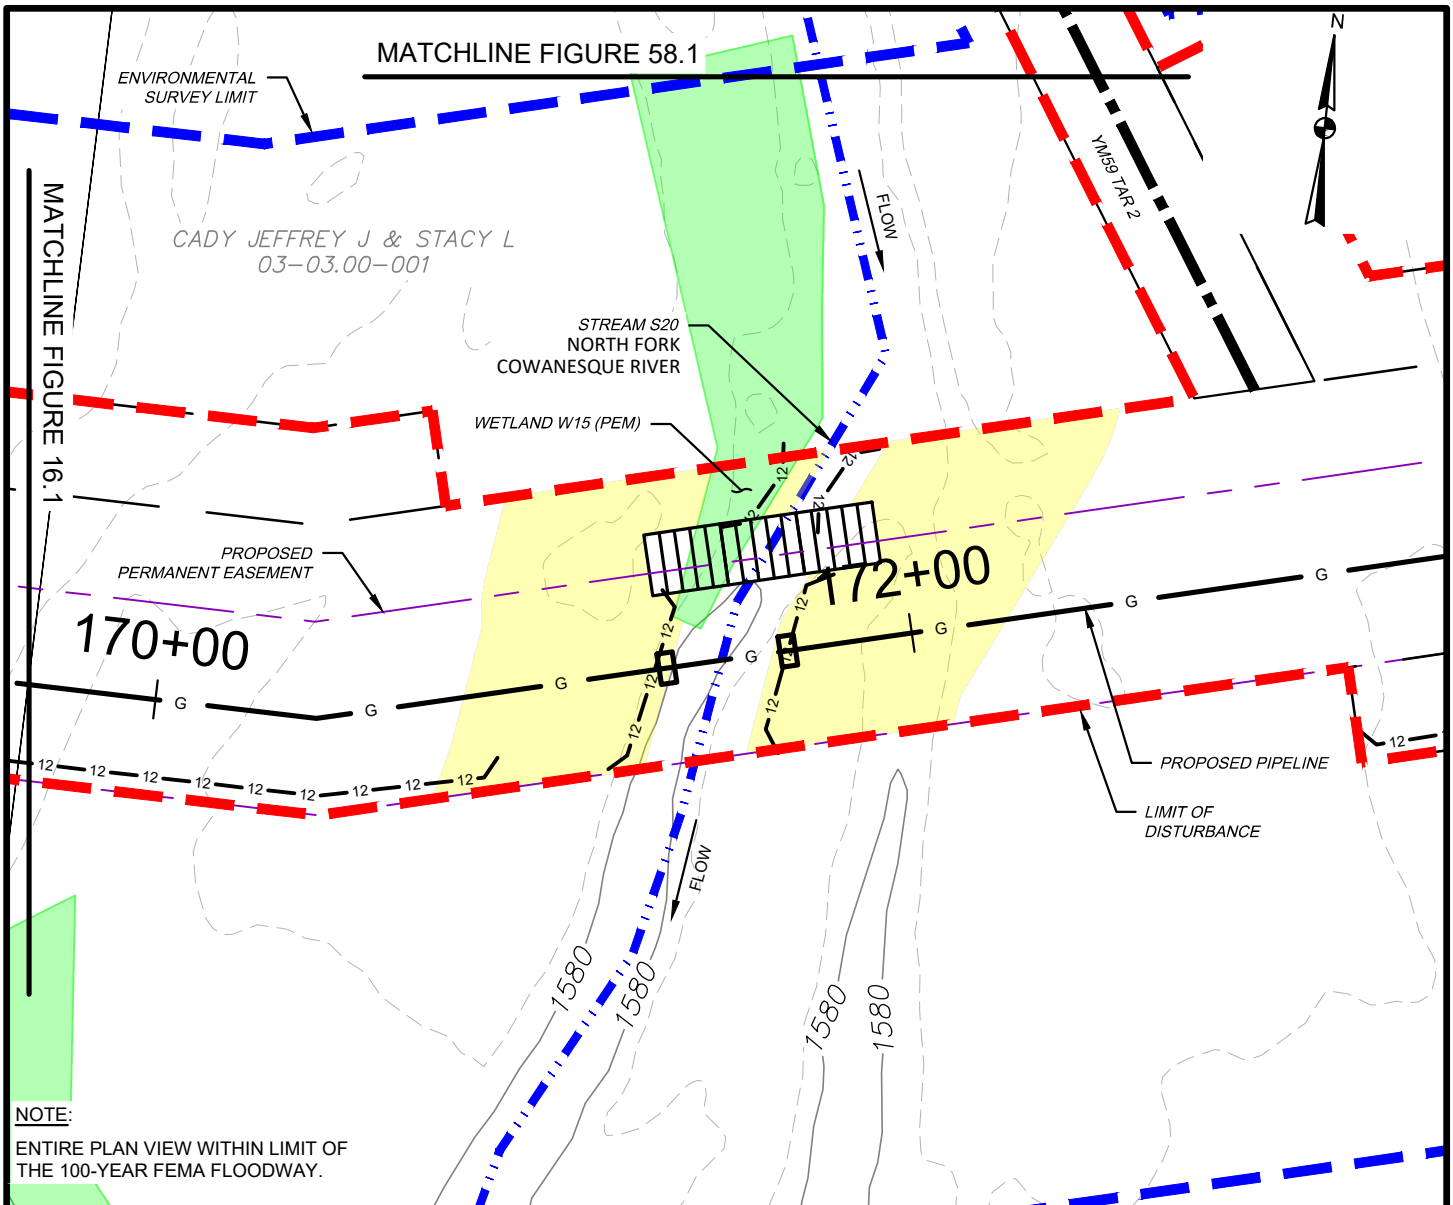 MATCHLINE FIGURE 58.1
N
ENVIRONMENTAL
SURVEY LIMIT
YM59 TAR 2
MATCHLINE FIGURE 16.1
FLOW
CADY JEFFREY J & STACY L
03-03.00-001
STREAM S20
NORTH FORK
COWANESQUE RIVER
WETLAND W15 (PEM)
12
12
12
12
PROPOSED
PERMANENT EASEMENT
172+00
G
G
G
12
12
170+00
G
12
G
G
G
12
12
12
12
12
12
12
12
12
12
12
12
12
PROPOSED PIPELINE
LIMIT OF
DISTURBANCE
FLOW
1580
1580
1580
1580
NOTE:
ENTIRE PLAN VIEW WITHIN LIMIT OF
THE 100-YEAR FEMA FLOODWAY.